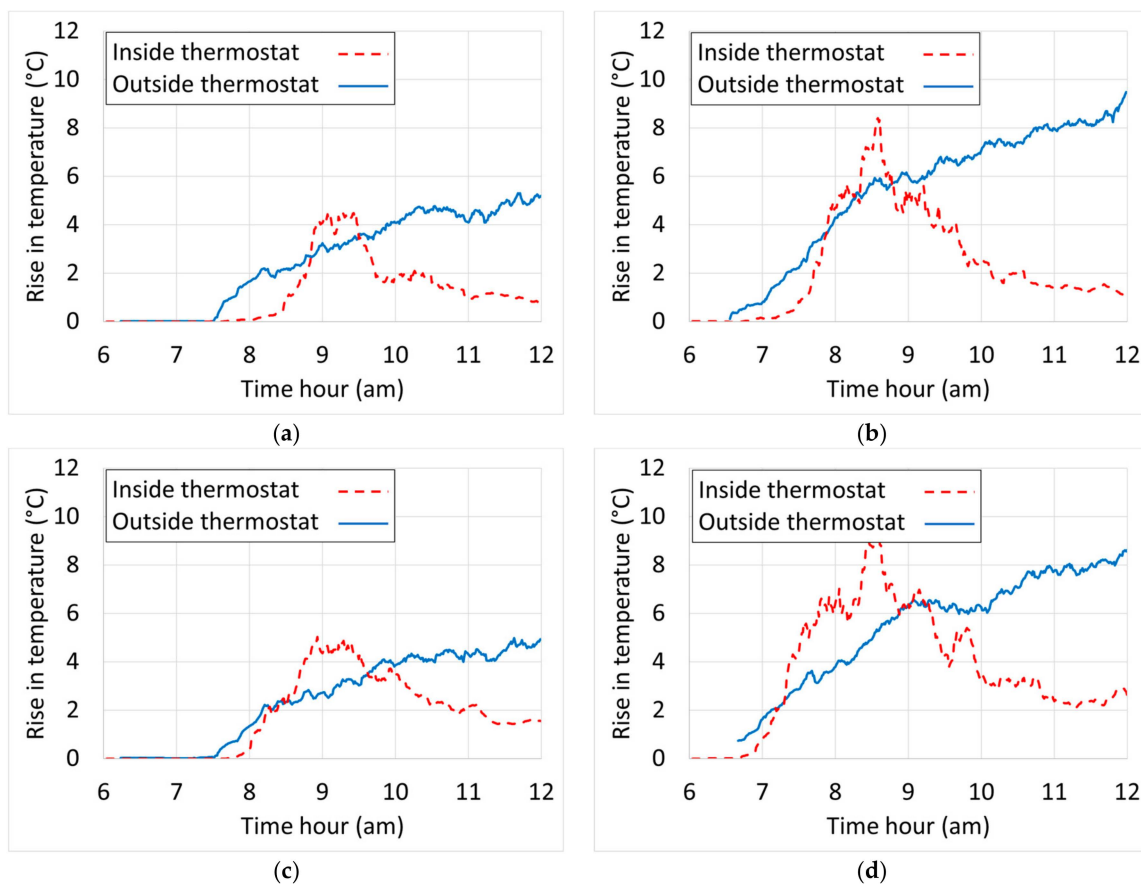 12
10
8
6
4
2
0
Rise in temperature (°C)
Inside thermostat
Outside thermostat
6 7 8 9 10 11 12
Time hour (am)
(a)
12
10
8
6
4
2
0
Rise in temperature (°C)
Inside thermostat
Outside thermostat
6 7 8 9 10 11 12
Time hour (am)
(b)
12
10
8
6
4
2
0
Rise in temperature (°C)
Inside thermostat
Outside thermostat
6 7 8 9 10 11 12
Time hour (am)
(c)
12
10
8
6
4
2
0
Rise in temperature (°C)
Inside thermostat
Outside thermostat
6 7 8 9 10 11 12
Time hour (am)
(d)